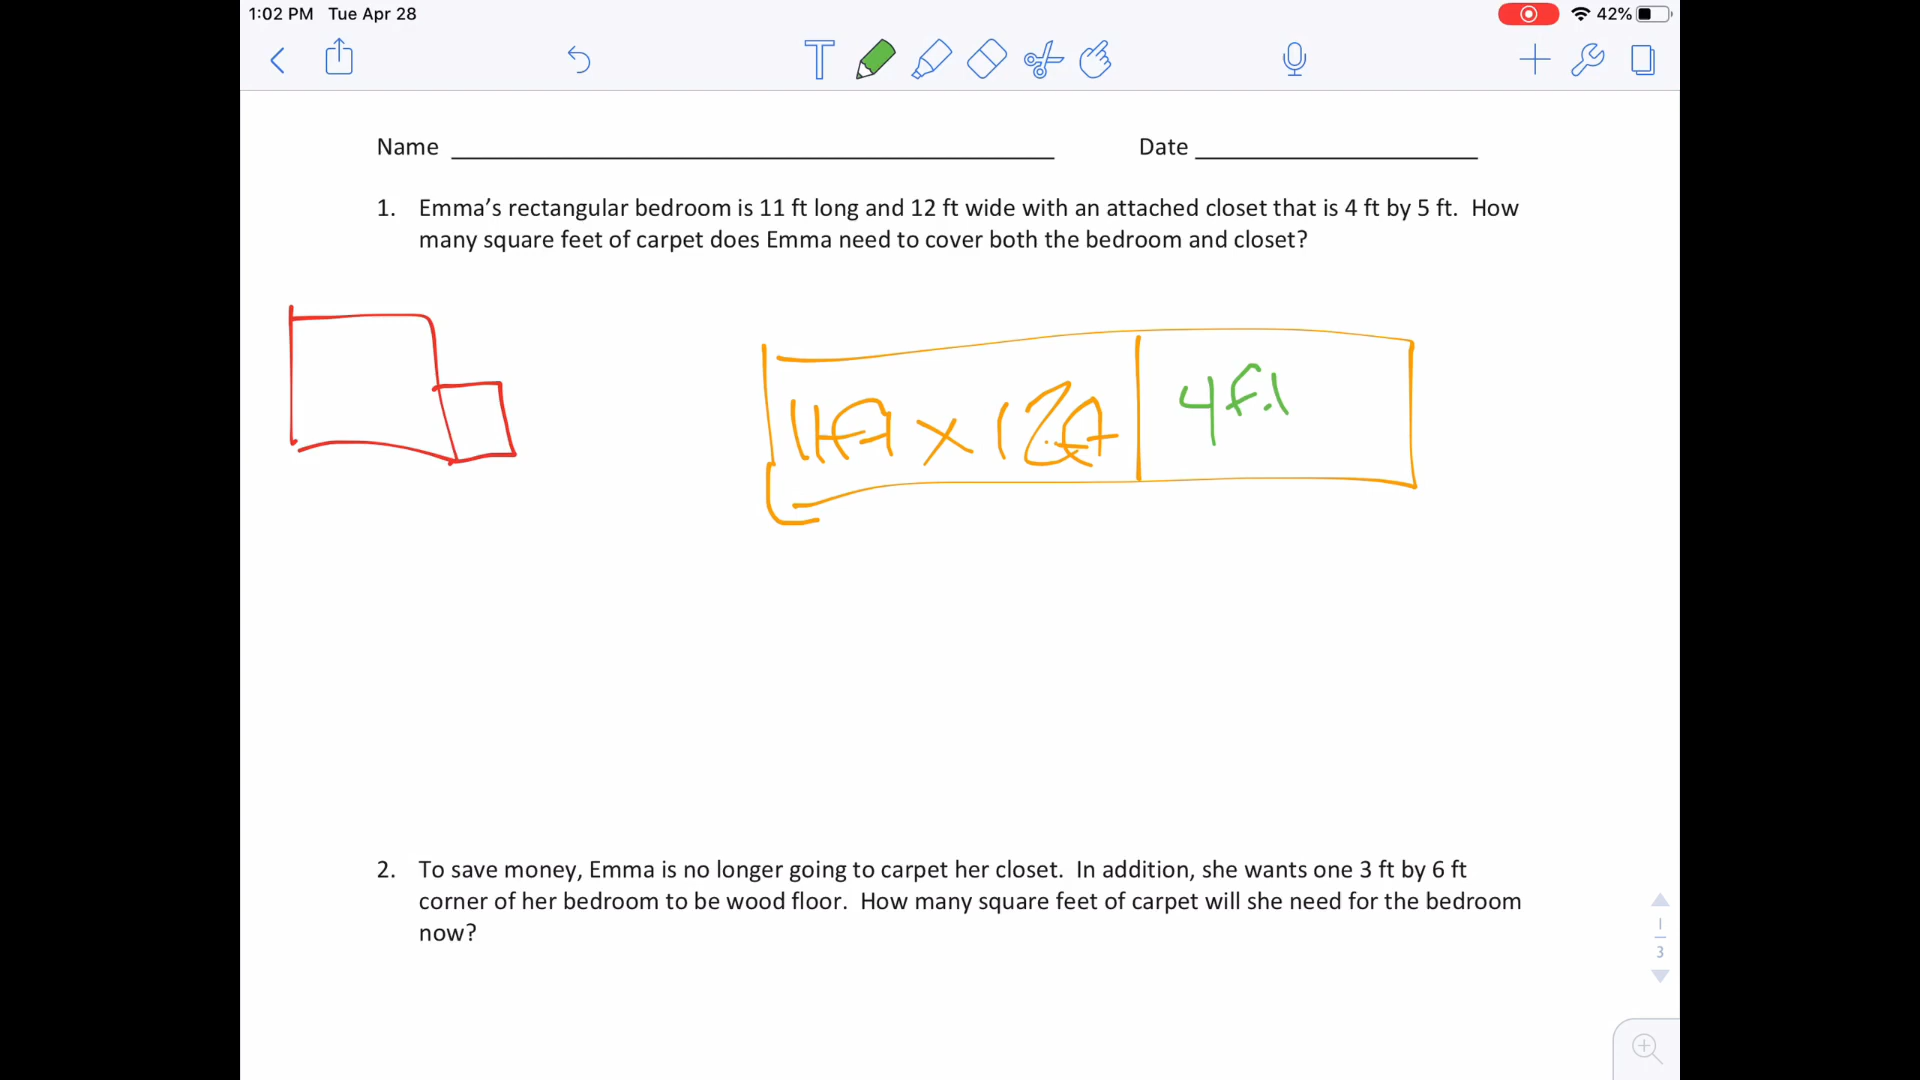 1:02 PM Tue Apr 28
42%
T
Name
Date
1. Emma’s rectangular bedroom is 11 ft long and 12 ft wide with an attached closet that is 4 ft by 5 ft. How
many square feet of carpet does Emma need to cover both the bedroom and closet?
11ft x 12ft
4 f
2. To save money, Emma is no longer going to carpet her closet. In addition, she wants one 3 ft by 6 ft
corner of her bedroom to be wood floor. How many square feet of carpet will she need for the bedroom
now?
1
3